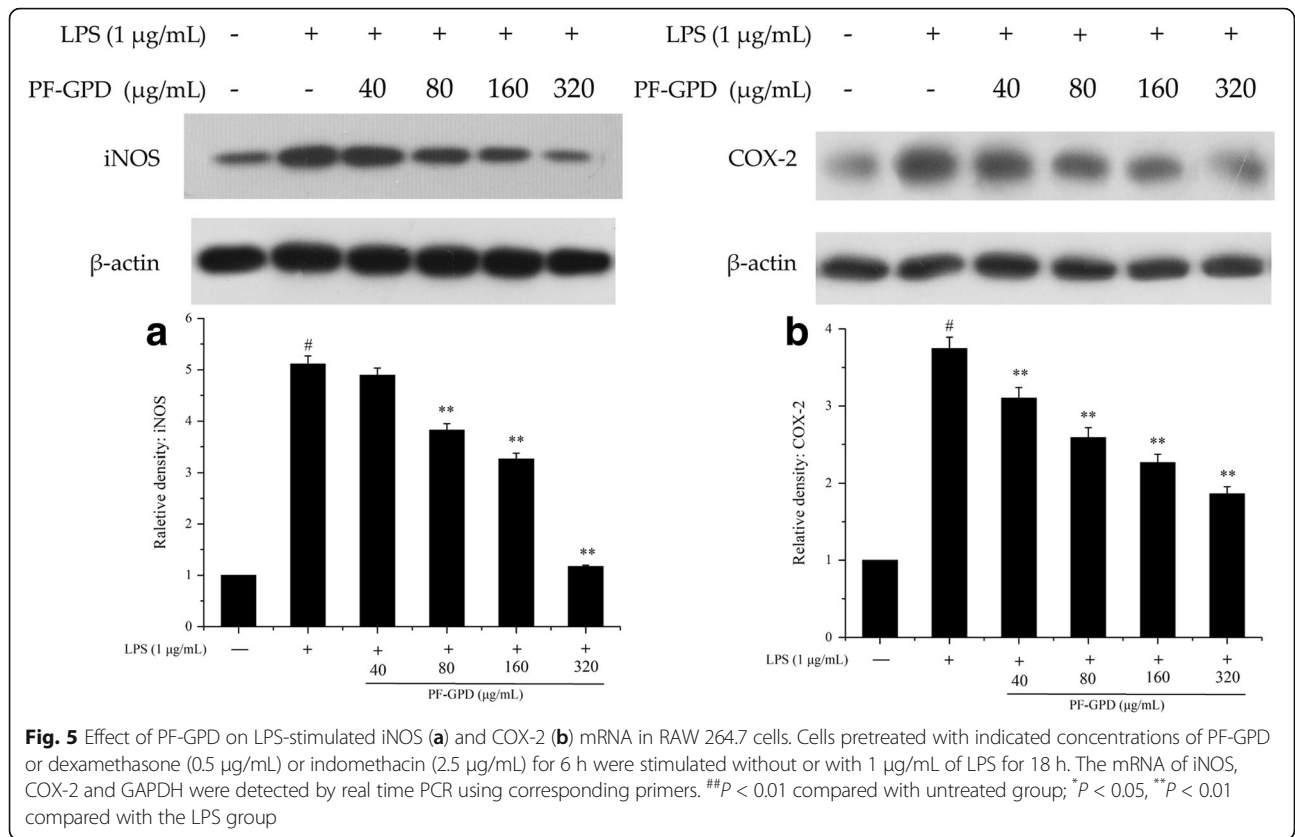 LPS (1 µg/mL) - + + + + +
PF-GPD (µg/mL) - - 40 80 160 320
iNOS
β-actin
a
Raletive density: iNOS
6
5
4
3
2
1
0
#
**
**
**
LPS (1 µg/mL) — + + + + +
40 80 160 320
PF-GPD (µg/mL)
LPS (1 µg/mL) - + + + + +
PF-GPD (µg/mL) - - 40 80 160 320
COX-2
β-actin
b
Relative density: COX-2
4
3
2
1
0
#
**
**
**
**
LPS (1 µg/mL) — + + + + +
40 80 160 320
PF-GPD (µg/mL)
Fig. 5 Effect of PF-GPD on LPS-stimulated iNOS (a) and COX-2 (b) mRNA in RAW 264.7 cells. Cells pretreated with indicated concentrations of PF-GPD
or dexamethasone (0.5 µg/mL) or indomethacin (2.5 µg/mL) for 6 h were stimulated without or with 1 µg/mL of LPS for 18 h. The mRNA of iNOS,
COX-2 and GAPDH were detected by real time PCR using corresponding primers. ##P < 0.01 compared with untreated group; *P < 0.05, **P < 0.01
compared with the LPS group